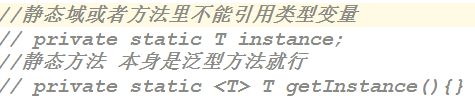 //静态域或者方法里不能引用类型变量
// private static T instance;
//静态方法 本身是泛型方法就行
// private static <T> T getInstance(){}